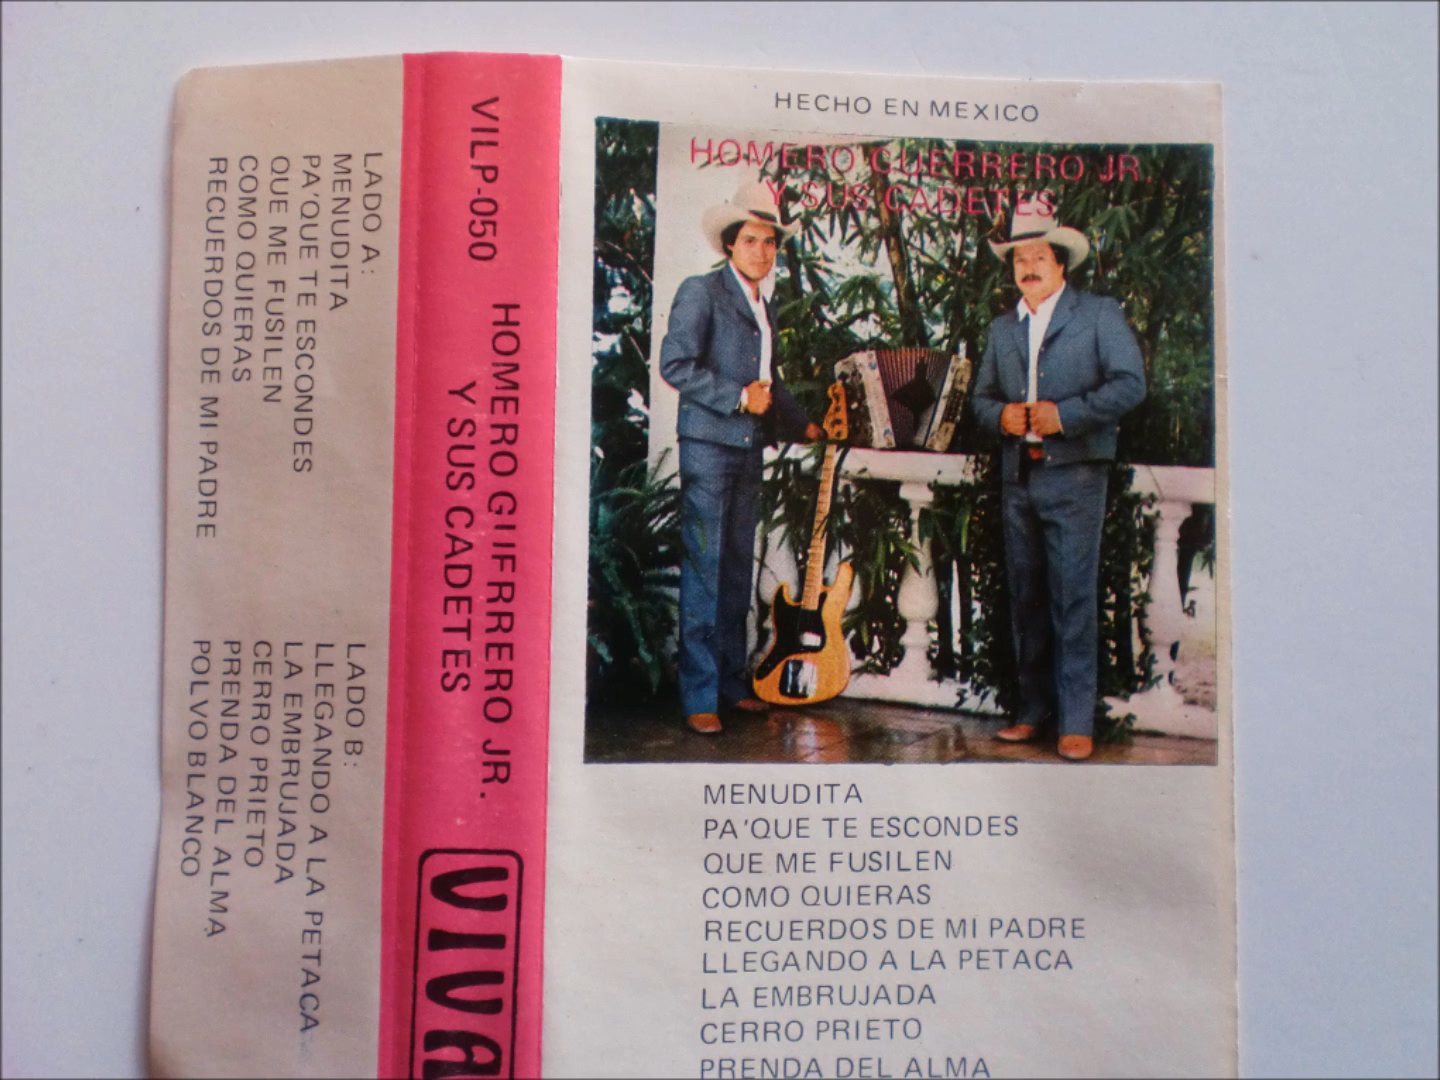 LADO A:
MENUDITA
PA'QUE TE ESCONDES
QUE ME FUSILEN
COMO QUIERAS
RECUERDOS DE MI PADRE
LADO B:
LLEGANDO A LA PETACA
LA EMBRUJADA
CERRO PRIETO
PRENDA DEL ALMA
POLVO BLANCO
VILP-050
HOMERO GUERRERO JR.
Y SUS CADETES
VIVA
HECHO EN MEXICO
HOMERO GUERRERO JR.
Y SUS CADETES
MENUDITA
PA'QUE TE ESCONDES
QUE ME FUSILEN
COMO QUIERAS
RECUERDOS DE MI PADRE
LLEGANDO A LA PETACA
LA EMBRUJADA
CERRO PRIETO
PRENDA DEL ALMA